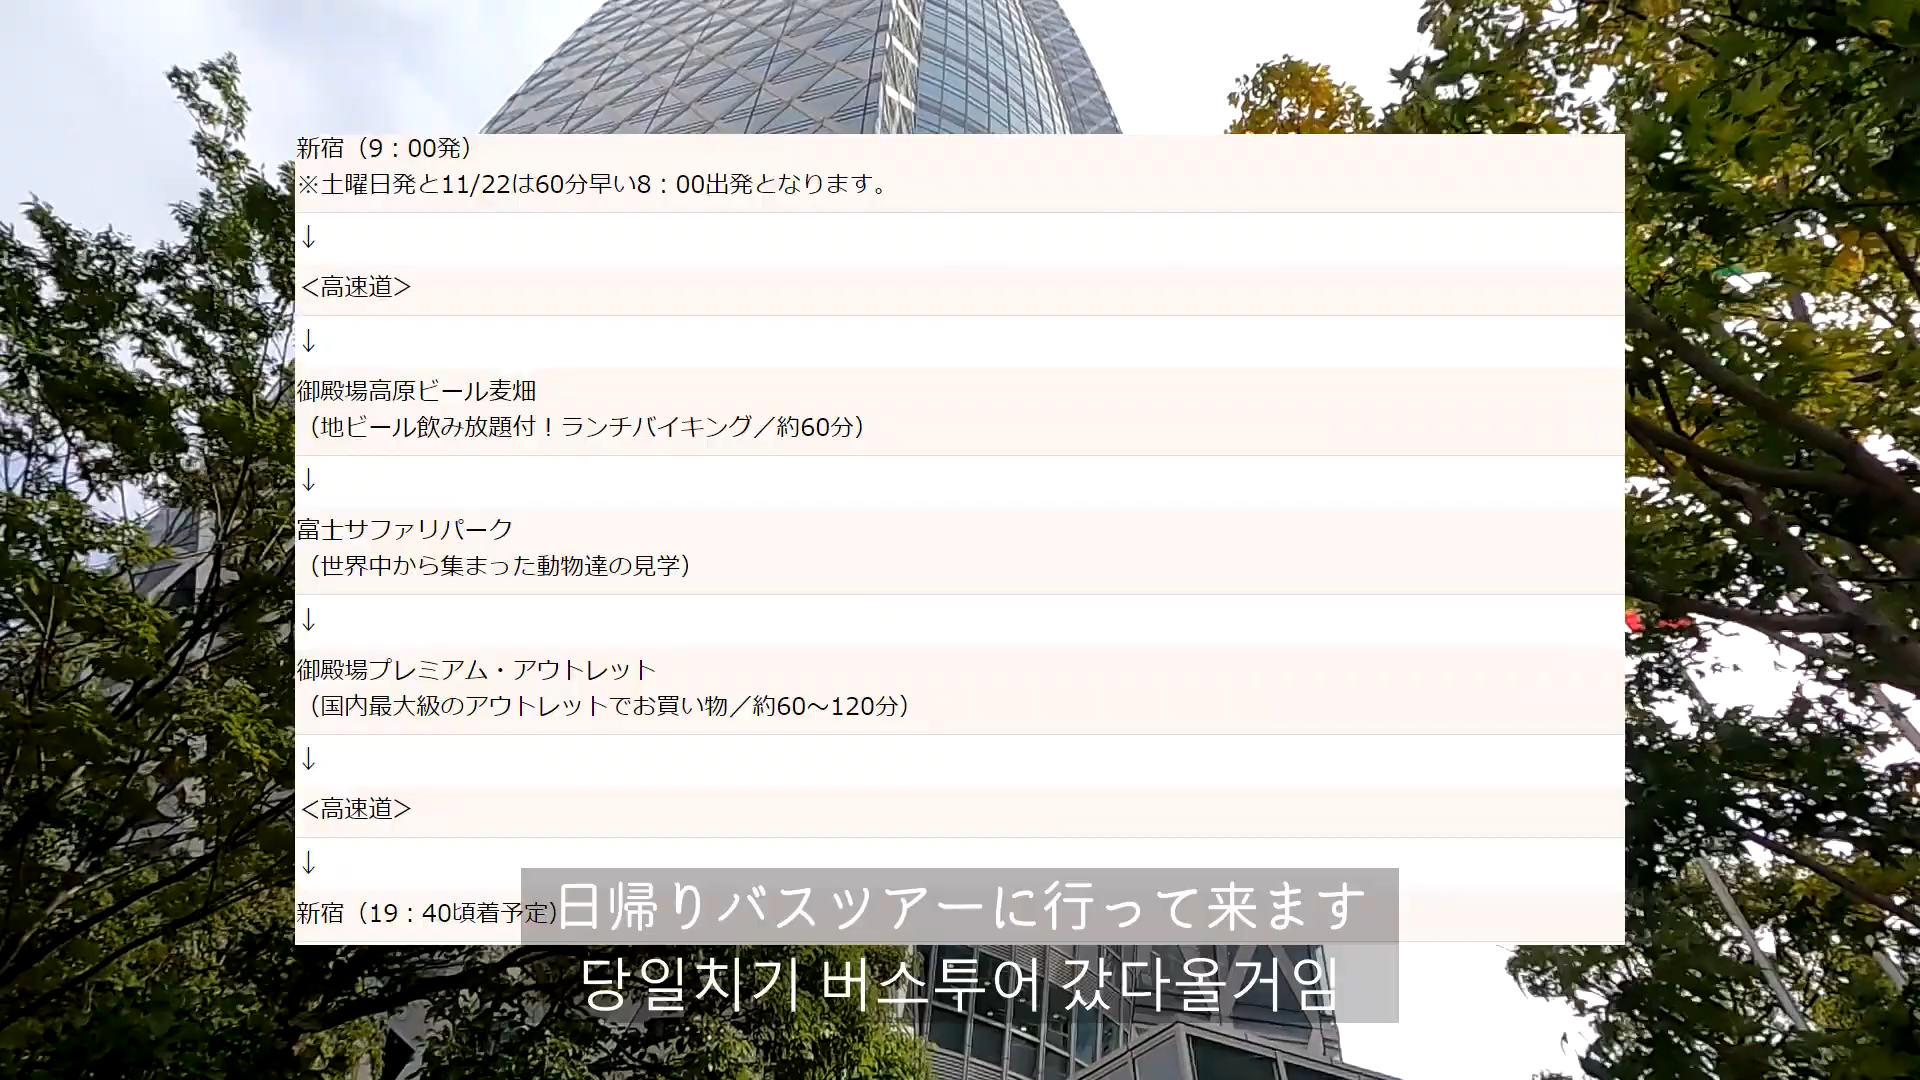 新宿（9：00発）
※土曜日発と11/22は60分早い8：00出発となります。
↓
＜高速道＞
↓
御殿場高原ビール麦畑
（地ビール飲み放題付！ランチバイキング／約60分）
↓
富士サファリパーク
（世界中から集まった動物達の見学）
↓
御殿場プレミアム・アウトレット
（国内最大級のアウトレットでお買い物／約60～120分）
↓
＜高速道＞
↓
新宿（19：40頃着予定）
日帰りバスツアーに行って来ます
당일치기 버스투어 갔다올거임